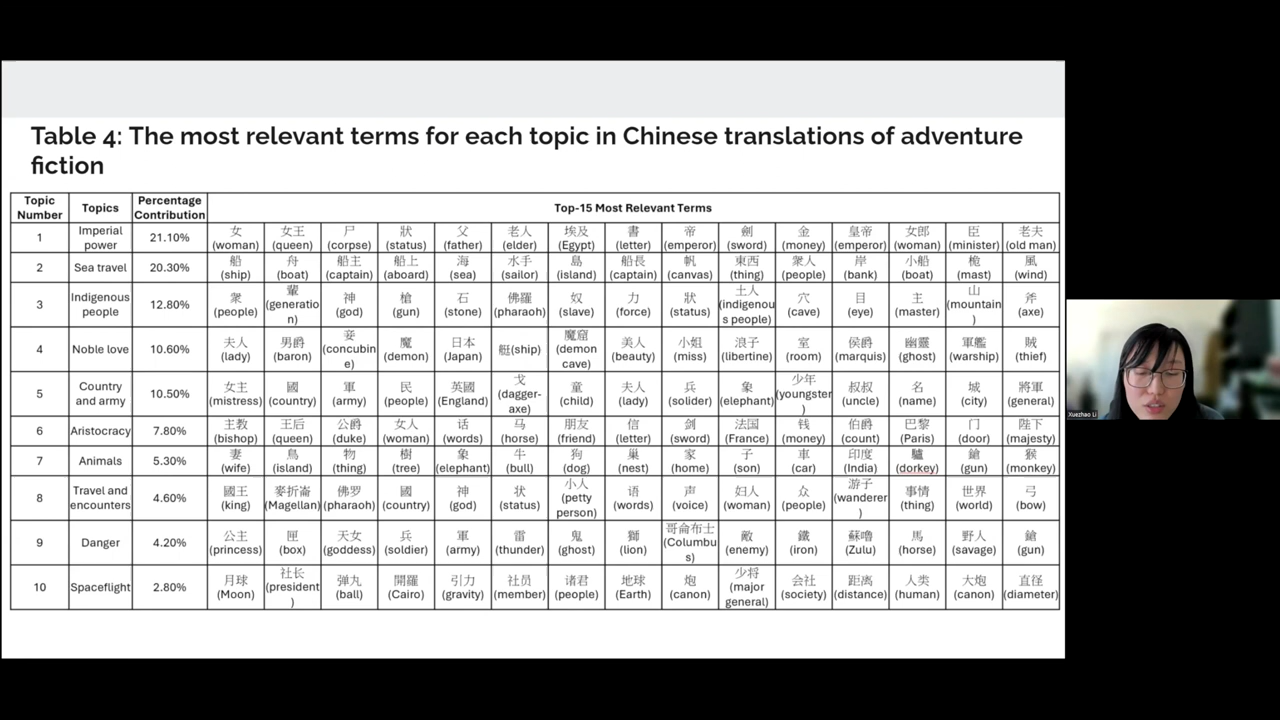 Table 4: The most relevant terms for each topic in Chinese translations of adventure
fiction
Topic Number Topics Percentage Contribution Top-15 Most Relevant Terms
1 Imperial power 21.10% 女 (woman) 女王 (queen) 尸 (corpse) 狀 (status) 父 (father) 老人 (elder) 埃及 (Egypt) 書 (letter) 帝 (emperor) 劍 (sword) 金 (money) 皇帝 (emperor) 女郎 (woman) 臣 (minister) 老夫 (old man)
2 Sea travel 20.30% 船 (ship) 舟 (boat) 船主 (captain) 船上 (aboard) 海 (sea) 水手 (sailor) 島 (island) 船長 (captain) 帆 (canvas) 東西 (thing) 衆人 (people) 岸 (bank) 小船 (boat) 桅 (mast) 風 (wind)
3 Indigenous people 12.80% 衆 (people) 輩 (generation) 神 (god) 槍 (gun) 石 (stone) 佛羅 (pharaoh) 奴 (slave) 力 (force) 狀 (status) 土人 (indigenous people) 穴 (cave) 目 (eye) 主 (master) 山 (mountain) 斧 (axe)
4 Noble love 10.60% 夫人 (lady) 男爵 (baron) 妾 (concubine) 魔 (demon) 日本 (Japan) 艇(ship) 魔窟 (demon cave) 美人 (beauty) 小姐 (miss) 浪子 (libertine) 室 (room) 侯爵 (marquis) 幽靈 (ghost) 軍艦 (warship) 賊 (thief)
5 Country and army 10.50% 女主 (mistress) 國 (country) 軍 (army) 民 (people) 英國 (England) 戈 (dagger-axe) 童 (child) 夫人 (lady) 兵 (solider) 象 (elephant) 少年 (youngster) 叔叔 (uncle) 名 (name) 城 (city) 將軍 (general)
6 Aristocracy 7.80% 主教 (bishop) 王后 (queen) 公爵 (duke) 女人 (woman) 话 (words) 马 (horse) 朋友 (friend) 信 (letter) 剑 (sword) 法国 (France) 钱 (money) 伯爵 (count) 巴黎 (Paris) 门 (door) 陛下 (majesty)
7 Animals 5.30% 妻 (wife) 島 (island) 物 (thing) 樹 (tree) 象 (elephant) 牛 (bull) 狗 (dog) 巢 (nest) 家 (home) 子 (son) 車 (car) 印度 (India) 驢 (dorkey) 鎗 (gun) 猴 (monkey)
8 Travel and encounters 4.60% 國王 (king) 麥折崙 (Magellan) 佛罗 (pharaoh) 國 (country) 神 (god) 状 (status) 小人 (petty person) 语 (words) 声 (voice) 妇人 (woman) 众 (people) 游子 (wanderer) 事情 (thing) 世界 (world) 弓 (bow)
9 Danger 4.20% 公主 (princess) 匣 (box) 天女 (goddess) 兵 (soldier) 軍 (army) 雷 (thunder) 鬼 (ghost) 獅 (lion) 哥侖布士 (Columbus) 敵 (enemy) 鐵 (iron) 蘇嚕 (Zulu) 馬 (horse) 野人 (savage) 鎗 (gun)
10 Spaceflight 2.80% 月球 (Moon) 社长 (president) 弹丸 (ball) 開羅 (Cairo) 引力 (gravity) 社员 (member) 诸君 (people) 地球 (Earth) 炮 (canon) 少将 (major general) 会社 (society) 距离 (distance) 人类 (human) 大炮 (canon) 直径 (diameter)
Xuezhao Li